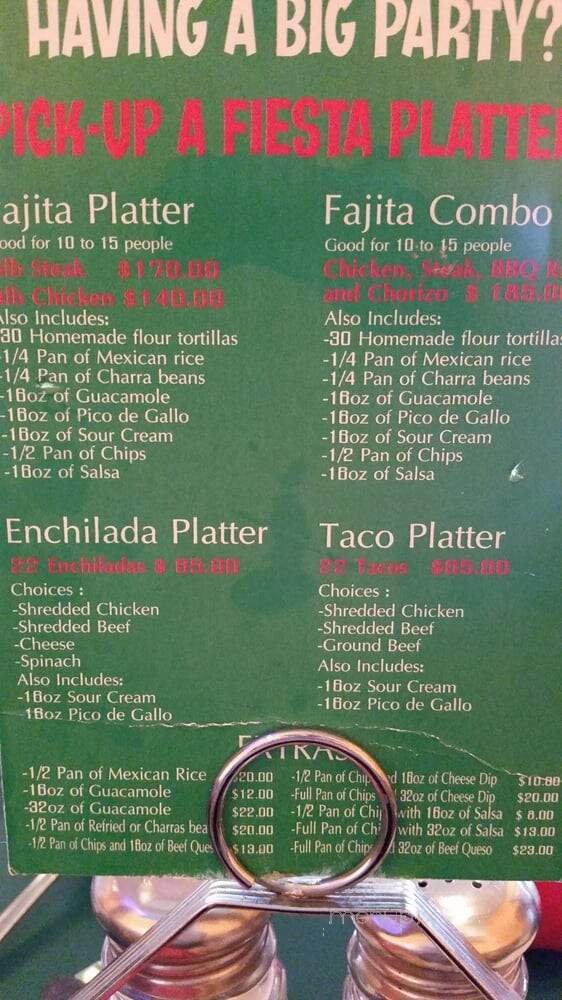 HAVING A BIG PARTY?
PICK-UP A FIESTA PLATTER
ajita Platter
ood for 10 to 15 people
lb Steak $170.00
lb Chicken $140.00
Also Includes:
30 Homemade flour tortillas
-1/4 Pan of Mexican rice
-1/4 Pan of Charra beans
-16oz of Guacamole
-16oz of Pico de Gallo
-16oz of Sour Cream
-1/2 Pan of Chips
-16oz of Salsa
Fajita Combo
Good for 10 to 15 people
Chicken, Steak, BBQ
and Chorizo $ 185.0
Also Includes:
-30 Homemade flour tortillas
-1/4 Pan of Mexican rice
-1/4 Pan of Charra beans
-16oz of Guacamole
-16oz of Pico de Gallo
-16oz of Sour Cream
-1/2 Pan of Chips
-16oz of Salsa
Enchilada Platter
22 Enchiladas $
Choices :
-Shredded Chicken
-Shredded Beef
-Cheese
-Spinach
Also Includes:
-16oz Sour Cream
-16oz Pico de Gallo
Taco Platter
22 Tacos
Choices :
-Shredded Chicken
-Shredded Beef
-Ground Beef
Also Includes:
-16oz Sour Cream
-16oz Pico de Gallo
EXTRAS
-1/2 Pan of Mexican Rice $20.00
-16oz of Guacamole $12.00
-32oz of Guacamole $22.00
-1/2 Pan of Refried or Charras bea $20.00
-1/2 Pan of Chips and 16oz of Beef Ques $13.00
-1/2 Pan of Chip d 16oz of Cheese Dip $10.00
-Full Pan of Chips 32oz of Cheese Dip $20.00
-1/2 Pan of Chi with 16oz of Salsa $ 8.00
-Full Pan of Ch with 32oz of Salsa $13.00
-Full Pan of Chips d 32oz of Beef Queso $23.00